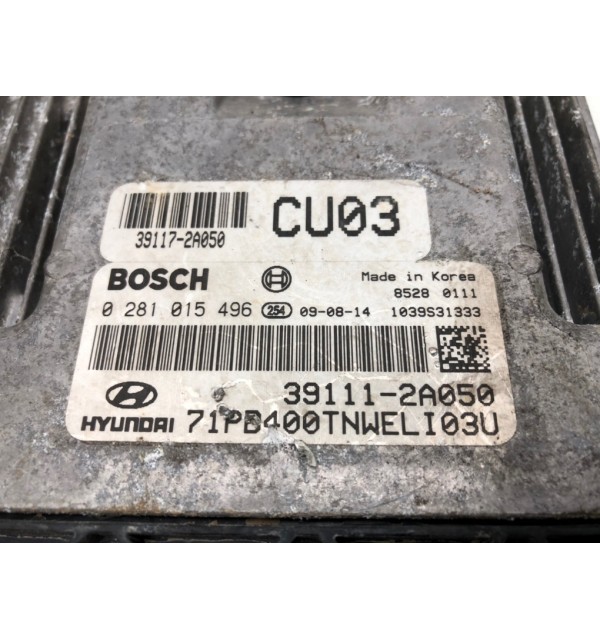 39117-2A050
CU03
BOSCH
Made in Korea
8528 0111
0 281 015 496 254 09-08-14 1039S31333
39111-2A050
HYUNDAI 71PB400TNWELI03U